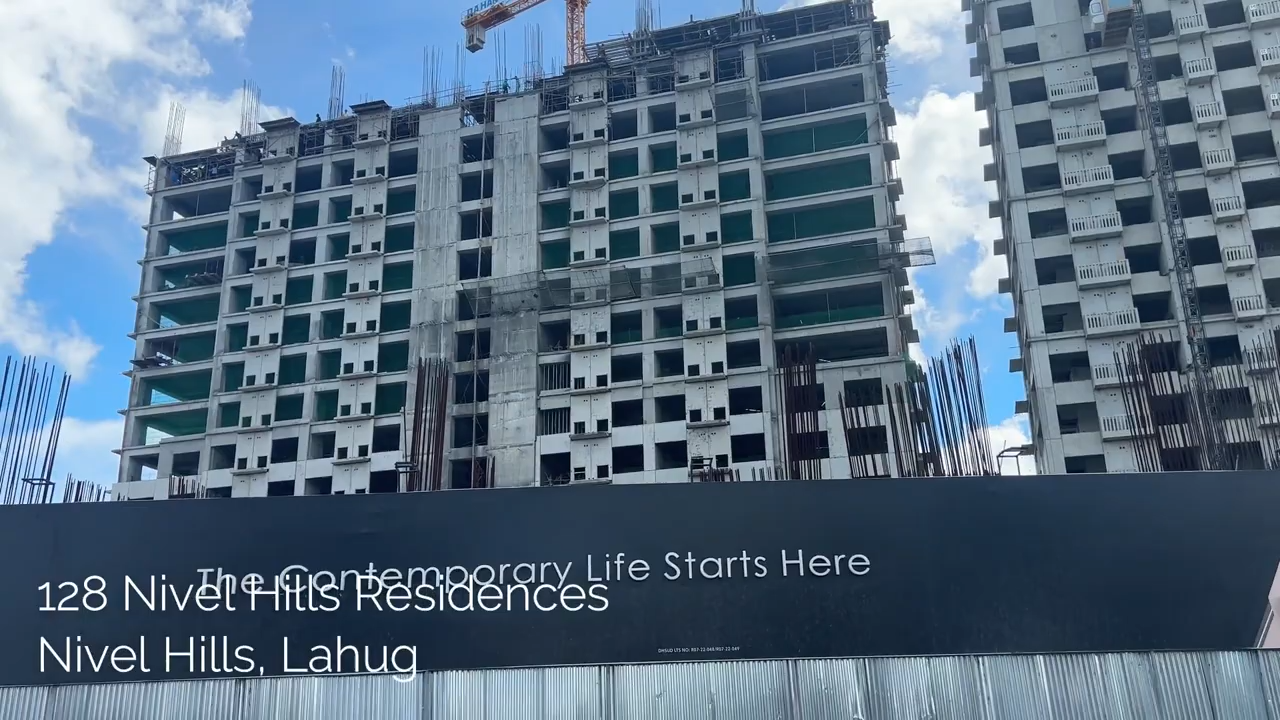 The Contemporary Life Starts Here
128 Nivel Hills Residences
Nivel Hills, Lahug